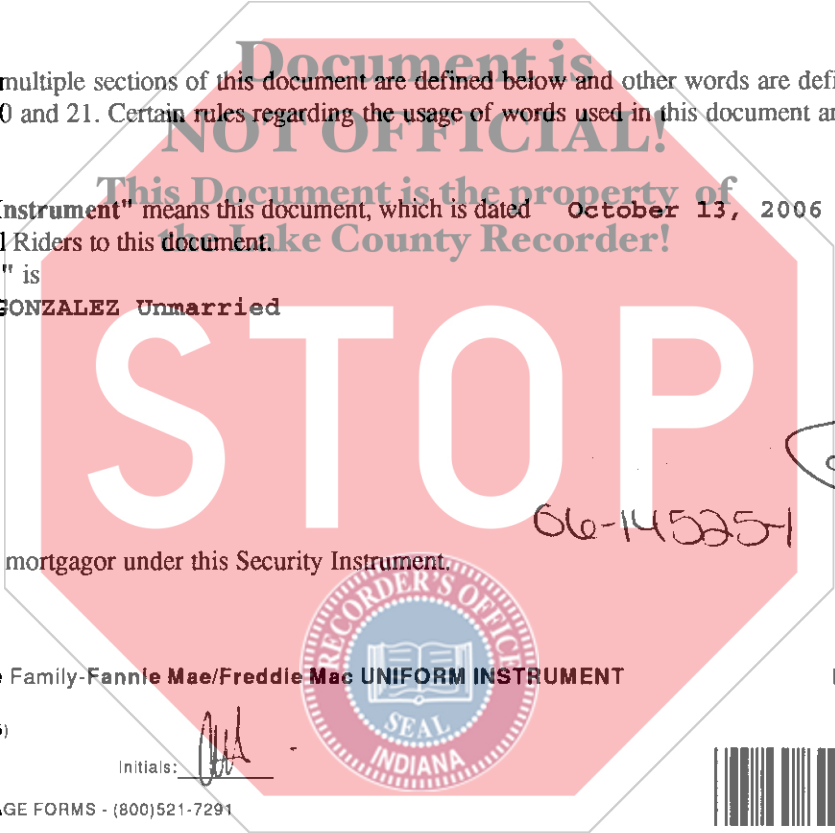 Document is
multiple sections of this document are defined below and other words are defi
0 and 21. Certain rules regarding the usage of words used in this document ar
NOT OFFICIAL!
This Document is the property of
nstrument" means this document, which is dated October 13, 2006
the Lake County Recorder!
l Riders to this document.
" is
GONZALEZ Unmarried
STOP
66-14525-1
mortgagor under this Security Instrument.
RECORDER'S OFFICE
e Family-Fannie Mae/Freddie Mac UNIFORM INSTRUMENT
SEAL
INDIANA
Initials:
AGE FORMS - (800)521-7291